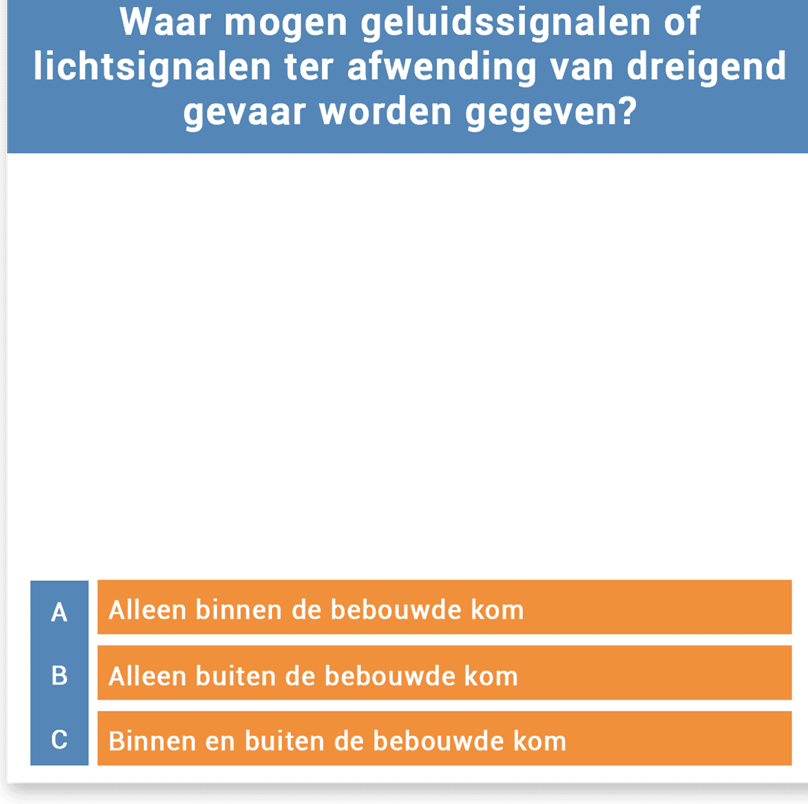 Waar mogen geluidssignalen of
lichtsignalen ter afwending van dreigend
gevaar worden gegeven?
A Alleen binnen de bebouwde kom
B Alleen buiten de bebouwde kom
C Binnen en buiten de bebouwde kom